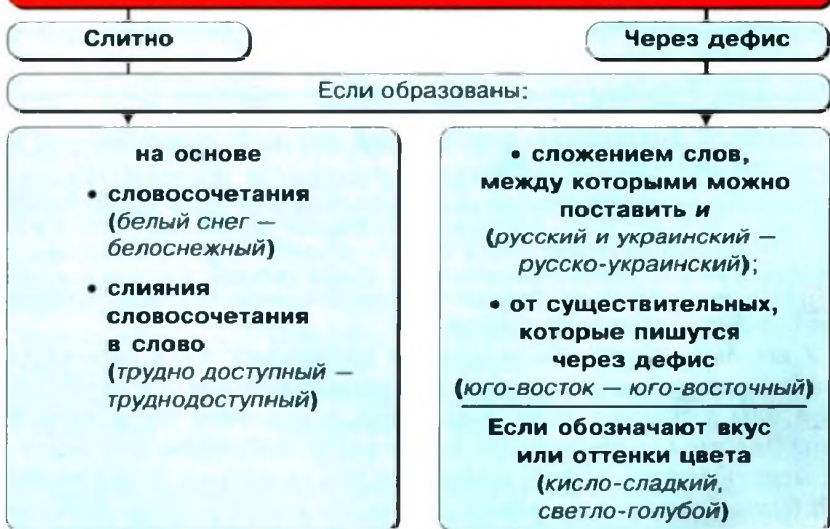 Слитно
Через дефис
Если образованы:
на основе
• словосочетания
(белый снег —
белоснежный)
• слияния
словосочетания
в слово
(трудно доступный —
труднодоступный)
• сложением слов,
между которыми можно
поставить и
(русский и украинский —
русско-украинский);
• от существительных,
которые пишутся
через дефис
(юго-восток — юго-восточный)
Если обозначают вкус
или оттенки цвета
(кисло-сладкий,
светло-голубой)